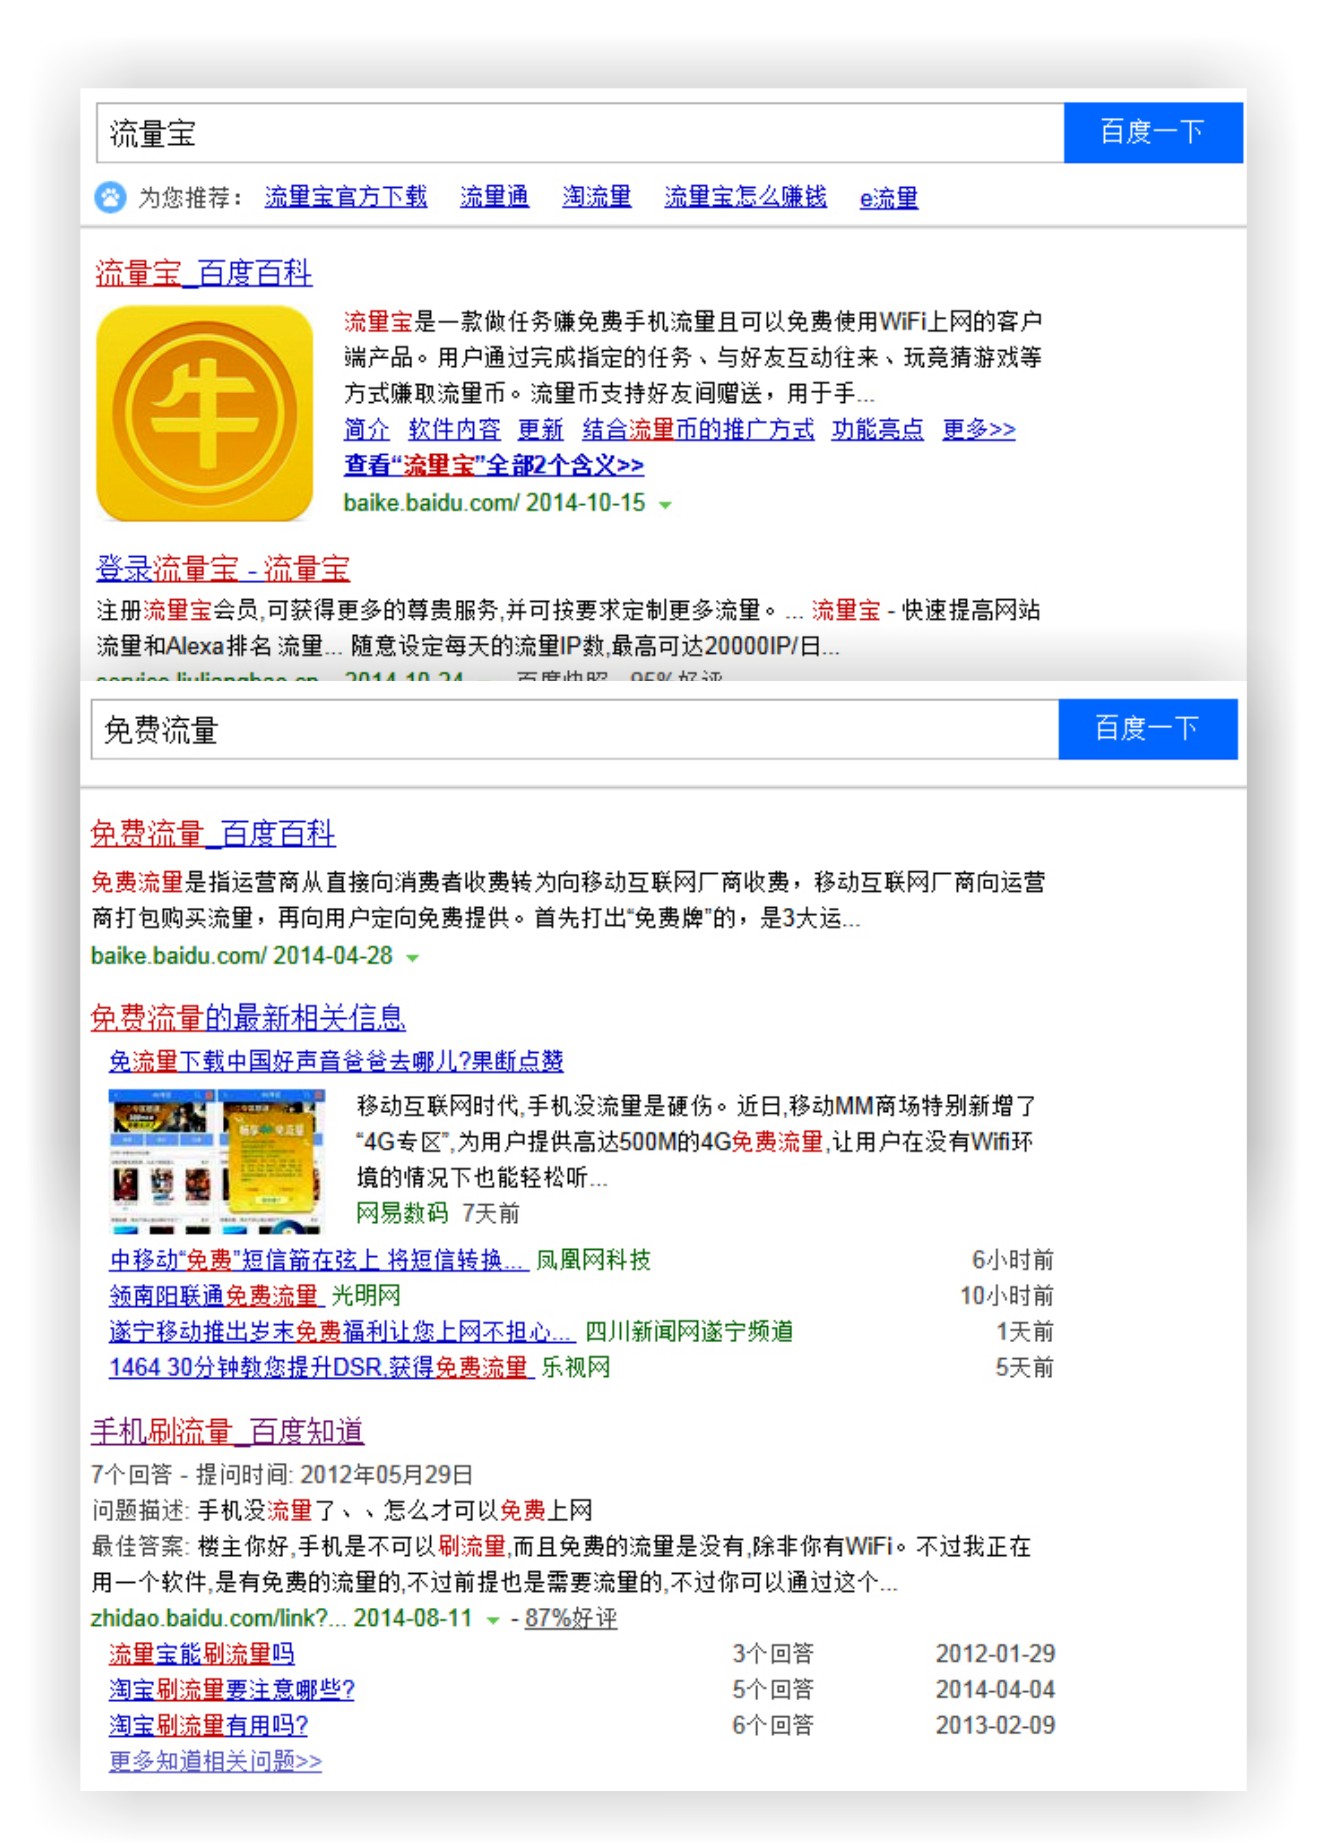 流量宝
百度一下
为您推荐： 流量宝官方下载 流量通 淘流量 流量宝怎么赚钱 e流量
流量宝_百度百科
牛
流量宝是一款做任务赚免费手机流量且可以免费使用WiFi上网的客户
端产品。用户通过完成指定的任务、与好友互动往来、玩竞猜游戏等
方式赚取流量币。流量币支持好友间赠送，用于手...
简介 软件内容 更新 结合流量币的推广方式 功能亮点 更多>>
查看“流量宝”全部2个含义>>
baike.baidu.com/ 2014-10-15
登录流量宝 - 流量宝
注册流量宝会员,可获得更多的尊贵服务,并可按要求定制更多流量。... 流量宝 - 快速提高网站
流量和Alexa排名 流量... 随意设定每天的流量IP数,最高可达20000IP/日...
service.liuliangbao.cn 2014-10-24 - 百度快照 - 95%好评
免费流量
百度一下
免费流量_百度百科
免费流量是指运营商从直接向消费者收费转为向移动互联网厂商收费，移动互联网厂商向运营
商打包购买流量，再向用户定向免费提供。首先打出“免费牌”的，是3大运...
baike.baidu.com/ 2014-04-28
免费流量的最新相关信息
免流量下载中国好声音爸爸去哪儿?果断点赞
移动互联网时代,手机没流量是硬伤。近日,移动MM商场特别新增了
“4G专区”,为用户提供高达500M的4G免费流量,让用户在没有Wifi环
境的情况下也能轻松听...
网易数码 7天前
中移动“免费”短信箭在弦上 将短信转换... 凤凰网科技 6小时前
领南阳联通免费流量 光明网 10小时前
遂宁移动推出岁末免费福利让您上网不担心... 四川新闻网遂宁频道 1天前
1464 30分钟教您提升DSR,获得免费流量 乐视网 5天前
手机刷流量_百度知道
7个回答 - 提问时间: 2012年05月29日
问题描述: 手机没流量了、、怎么才可以免费上网
最佳答案: 楼主你好,手机是不可以刷流量,而且免费的流量是没有,除非你有WiFi。不过我正在
用一个软件,是有免费的流量的,不过前提也是需要流量的,不过你可以通过这个...
zhidao.baidu.com/link?... 2014-08-11 - 87%好评
流量宝能刷流量吗 3个回答 2012-01-29
淘宝刷流量要注意哪些? 5个回答 2014-04-04
淘宝刷流量有用吗? 6个回答 2013-02-09
更多知道相关问题>>